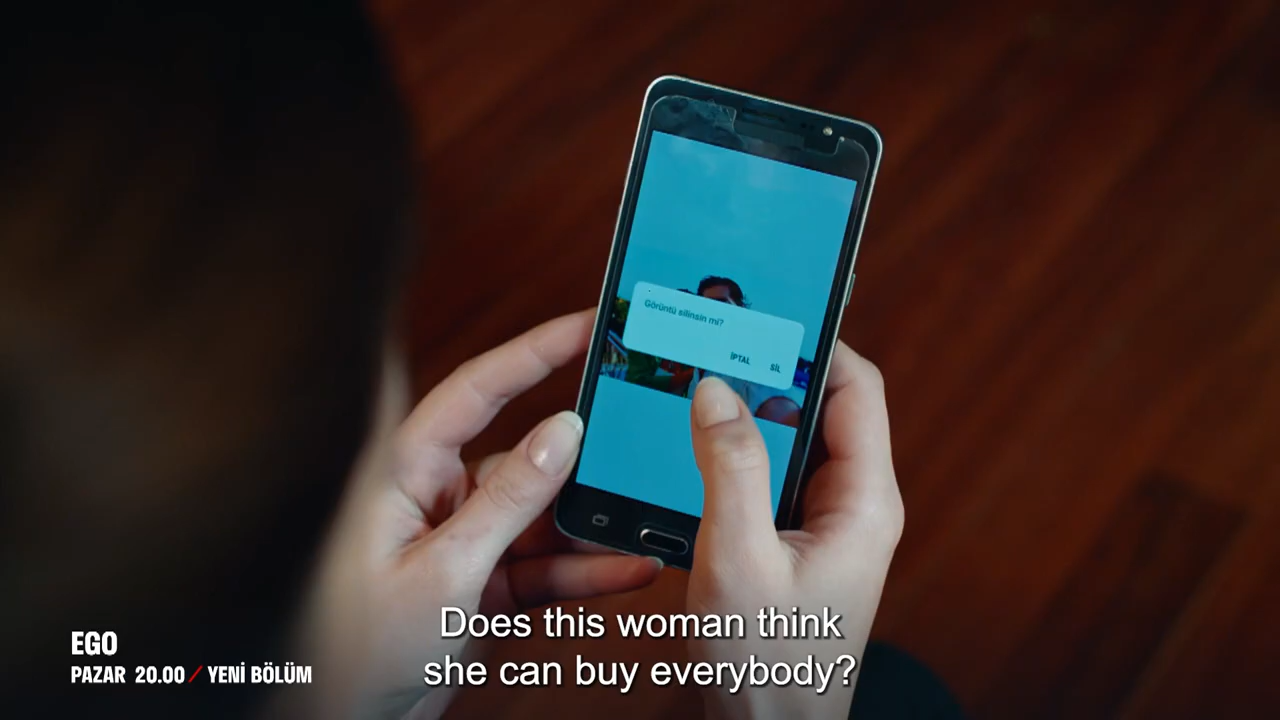 Görüntü silinsin mi?
İPTAL SİL
Does this woman think
she can buy everybody?
EGO
PAZAR 20.00 / YENİ BÖLÜM